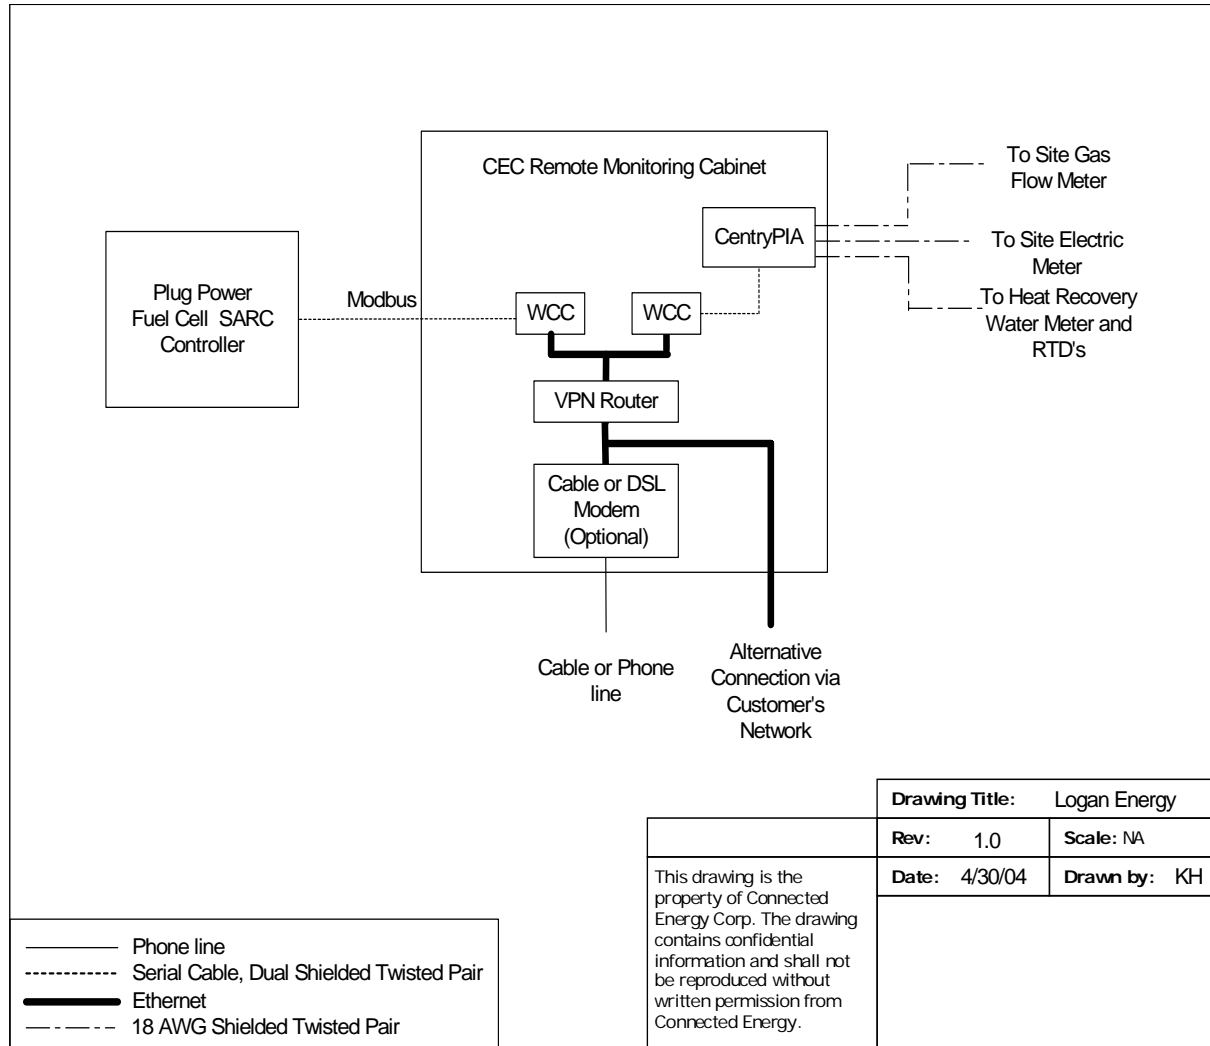 CEC Remote Monitoring Cabinet
To Site Gas
Flow Meter
CentryPIA
To Site Electric
Meter
Plug Power
Fuel Cell SARC
Controller
Modbus
WCC
WCC
To Heat Recovery
Water Meter and
RTD's
VPN Router
Cable or DSL
Modem
(Optional)
Cable or Phone
line
Alternative
Connection via
Customer's
Network
Drawing Title: Logan Energy
Rev: 1.0 Scale: NA
Date: 4/30/04 Drawn by: KH
This drawing is the
property of Connected
Energy Corp. The drawing
contains confidential
information and shall not
be reproduced without
written permission from
Connected Energy.
Phone line
Serial Cable, Dual Shielded Twisted Pair
Ethernet
18 AWG Shielded Twisted Pair